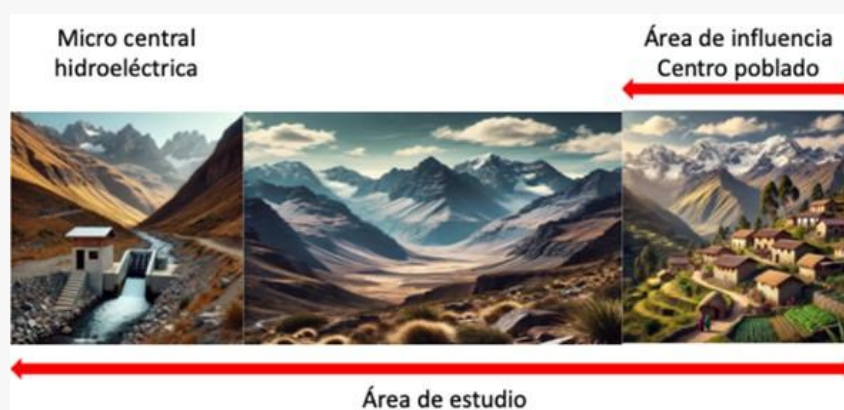 Micro central
hidroeléctrica
Área de influencia
Centro poblado
Área de estudio